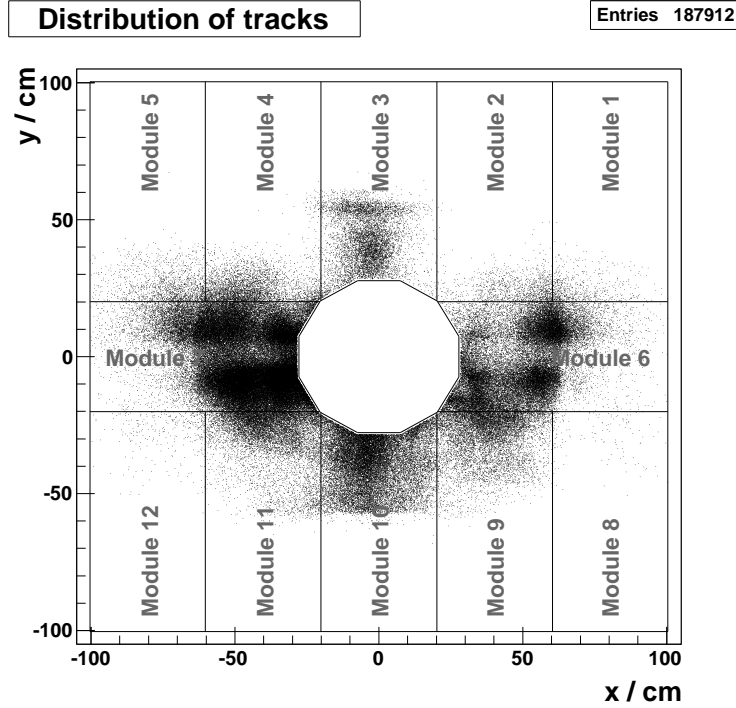 Distribution of tracks
Entries 187912
y / cm
100
50
0
-50
-100
Module 5
Module 4
Module 3
Module 2
Module 1
Module
Module 6
Module 12
Module 11
Module 10
Module 9
Module 8
-100
-50
0
50
100
x / cm